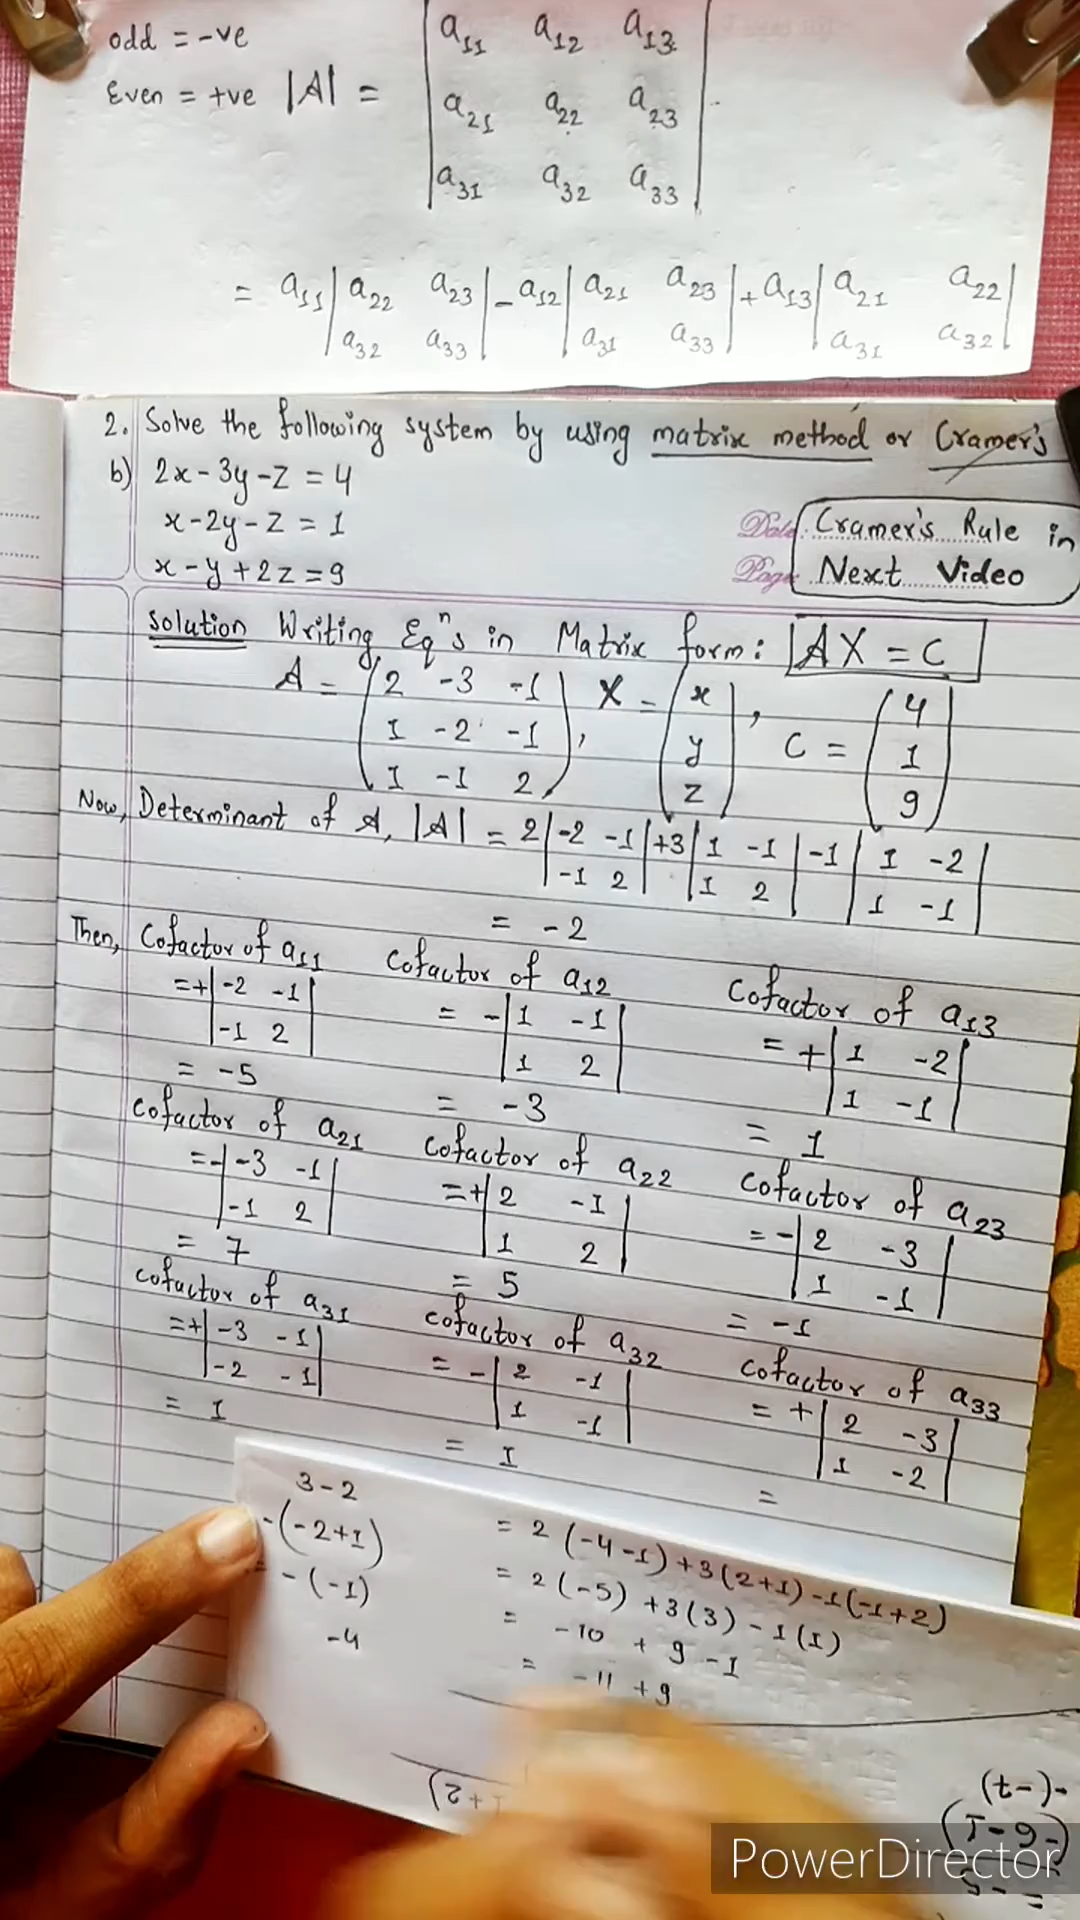 odd = -ve
Even = +ve |A| = | a11 a12 a13 |
| a21 a22 a23 |
| a31 a32 a33 |
= a11 | a22 a23 | - a12 | a21 a23 | + a13 | a21 a22 |
| a32 a33 | | a31 a33 | | a31 a32 |
2. Solve the following system by using matrix method or Cramer's
b) 2x - 3y - z = 4
x - 2y - z = 1
x - y + 2z = 9
Date Cramer's Rule in
Page Next Video
Solution Writing Eqn's in Matrix form: AX = C
A = ( 2 -3 -1 ) X = ( x ) , C = ( 4 )
( 1 -2 -1 ) , ( y ) ( 1 )
( 1 -1 2 ) ( z ) ( 9 )
Now, Determinant of A, |A| = 2 | -2 -1 | +3 | 1 -1 | -1 | 1 -2 |
| -1 2 | | 1 2 | | 1 -1 |
= -2
Then, Cofactor of a11 Cofactor of a12 Cofactor of a13
= + | -2 -1 | = - | 1 -1 | = + | 1 -2 |
| -1 2 | | 1 2 | | 1 -1 |
= -5 = -3 = 1
Cofactor of a21 Cofactor of a22 Cofactor of a23
= - | -3 -1 | = + | 2 -1 | = - | 2 -3 |
| -1 2 | | 1 2 | | 1 -1 |
= 7 = 5 = -1
Cofactor of a31 Cofactor of a32 Cofactor of a33
= + | -3 -1 | = - | 2 -1 | = + | 2 -3 |
| -2 -1 | | 1 -1 | | 1 -2 |
= 1 = 1 =
3 - 2
-(-2+1)
= -(-1)
-4
= 2 (-4-1) +3(2+1) -1(-1+2)
= 2(-5) +3(3) -1(1)
= -10 + 9 -1
= -11 + 9
PowerDirector